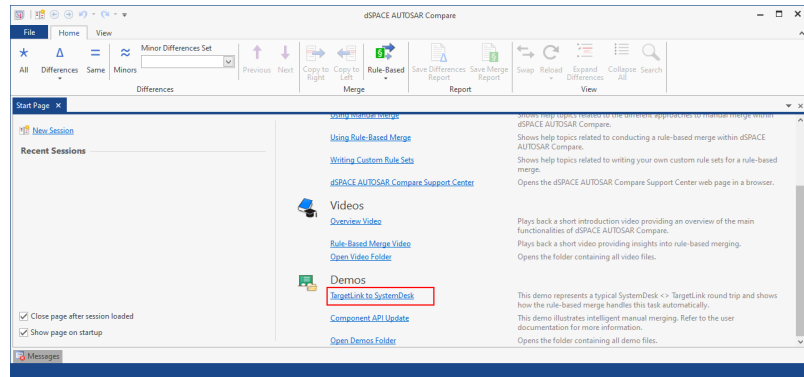 dSPACE AUTOSAR Compare
File Home View
All Differences Same Minors
Minor Differences Set
Previous Next
Copy to Right Copy to Left Rule-Based
Save Differences Report Save Merge Report
Swap Reload Expand Differences Collapse All Search
Differences Merge Report View
Start Page
New Session
Recent Sessions
Using Manual Merge Shows help topics related to the different approaches to manual merge within
dSPACE AUTOSAR Compare.
Using Rule-Based Merge Shows help topics related to conducting a rule-based merge within dSPACE
AUTOSAR Compare.
Writing Custom Rule Sets Shows help topics related to writing your own custom rule sets for a rule-based
merge.
dSPACE AUTOSAR Compare Support Center Opens the dSPACE AUTOSAR Compare Support Center web page in a browser.
Videos
Overview Video Plays back a short introduction video providing an overview of the main
functionalities of dSPACE AUTOSAR Compare.
Rule-Based Merge Video Plays back a short video providing insights into rule-based merging.
Open Video Folder Opens the folder containing all video files.
Demos
TargetLink to SystemDesk This demo represents a typical SystemDesk <> TargetLink round trip and shows
how the rule-based merge handles this task automatically.
Component API Update This demo illustrates intelligent manual merging. Refer to the user
documentation for more information.
Open Demos Folder Opens the folder containing all demo files.
Close page after session loaded
Show page on startup
Messages